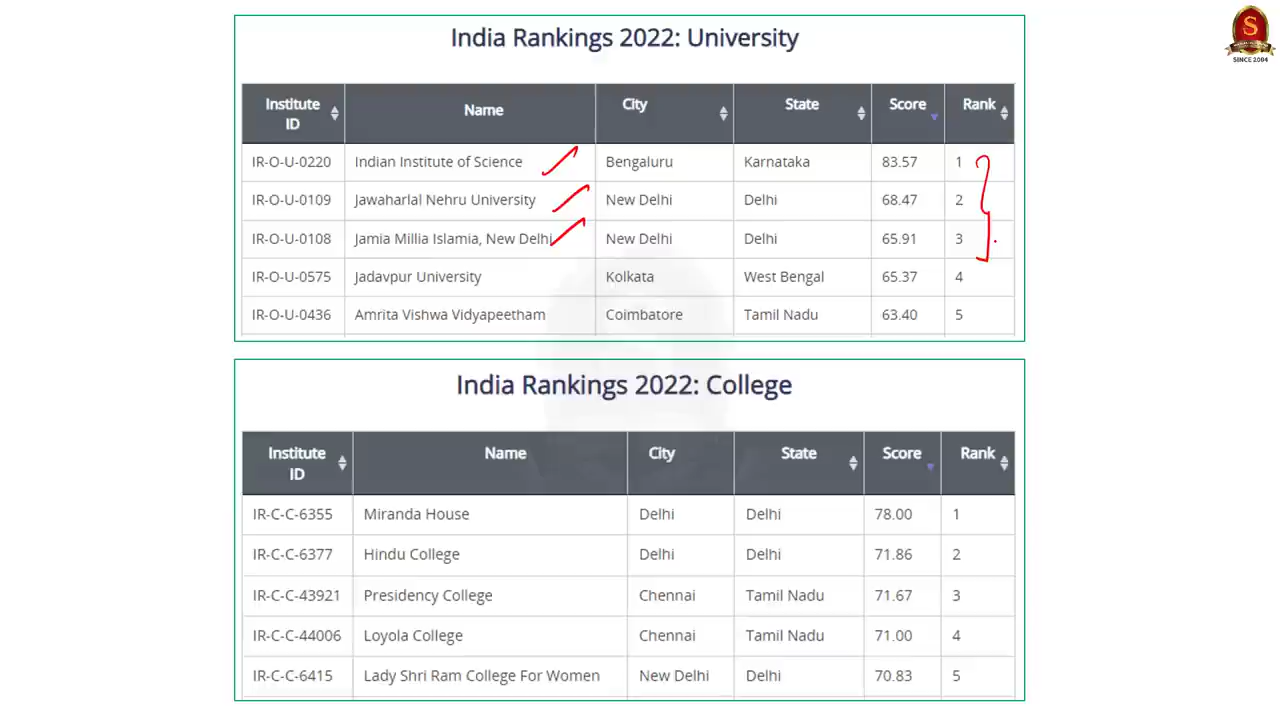 India Rankings 2022: University
Institute ID Name City State Score Rank
IR-O-U-0220 Indian Institute of Science Bengaluru Karnataka 83.57 1
IR-O-U-0109 Jawaharlal Nehru University New Delhi Delhi 68.47 2
IR-O-U-0108 Jamia Millia Islamia, New Delhi New Delhi Delhi 65.91 3
IR-O-U-0575 Jadavpur University Kolkata West Bengal 65.37 4
IR-O-U-0436 Amrita Vishwa Vidyapeetham Coimbatore Tamil Nadu 63.40 5
India Rankings 2022: College
Institute ID Name City State Score Rank
IR-C-C-6355 Miranda House Delhi Delhi 78.00 1
IR-C-C-6377 Hindu College Delhi Delhi 71.86 2
IR-C-C-43921 Presidency College Chennai Tamil Nadu 71.67 3
IR-C-C-44006 Loyola College Chennai Tamil Nadu 71.00 4
IR-C-C-6415 Lady Shri Ram College For Women New Delhi Delhi 70.83 5
S
SINCE 2004